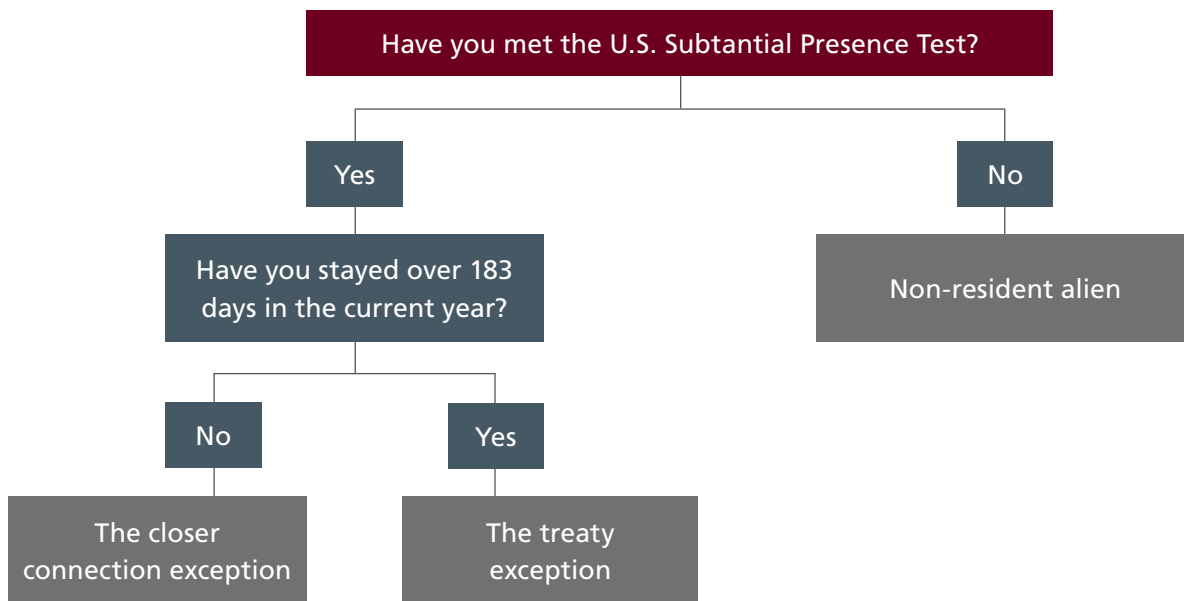 Have you met the U.S. Subtantial Presence Test?
Yes
No
Have you stayed over 183
days in the current year?
Non-resident alien
No
Yes
The closer
connection exception
The treaty
exception